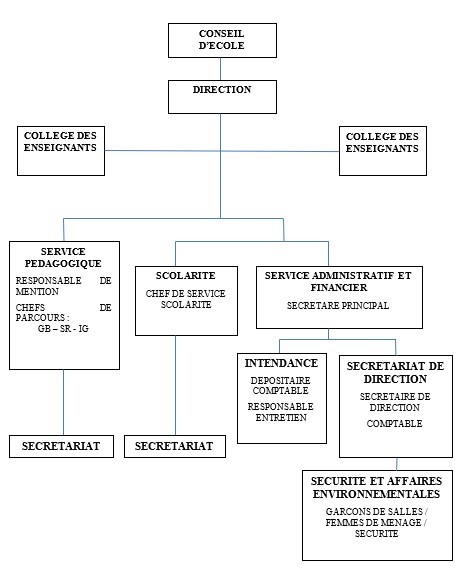 CONSEIL
D'ECOLE
DIRECTION
COLLEGE DES
ENSEIGNANTS
COLLEGE DES
ENSEIGNANTS
SERVICE
PEDAGOGIQUE
RESPONSABLE DE
MENTION
CHEFS DE
PARCOURS :
GB – SR - IG
SCOLARITE
CHEF DE SERVICE
SCOLARITE
SERVICE ADMINISTRATIF ET
FINANCIER
SECRETARE PRINCIPAL
INTENDANCE
DEPOSITAIRE
COMPTABLE
RESPONSABLE
ENTRETIEN
SECRETARIAT DE
DIRECTION
SECRETAIRE DE
DIRECTION
COMPTABLE
SECRETARIAT
SECRETARIAT
SECURITE ET AFFAIRES
ENVIRONNEMENTALES
GARCONS DE SALLES /
FEMMES DE MENAGE /
SECURITE